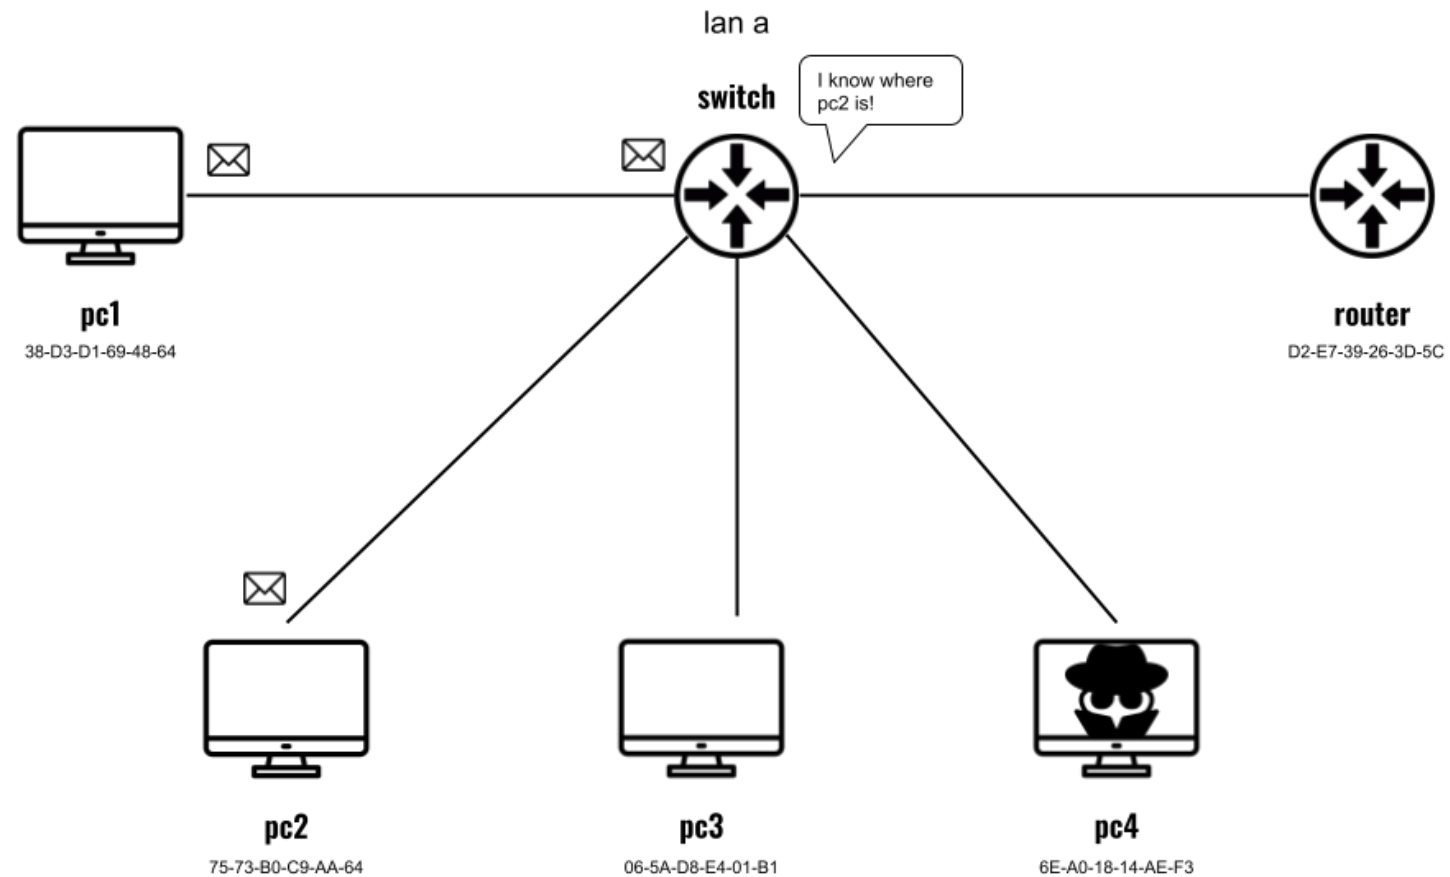 lan a
switch
I know where
pc2 is!
pc1
38-D3-D1-69-48-64
router
D2-E7-39-26-3D-5C
pc2
75-73-B0-C9-AA-64
pc3
06-5A-D8-E4-01-B1
pc4
6E-A0-18-14-AE-F3